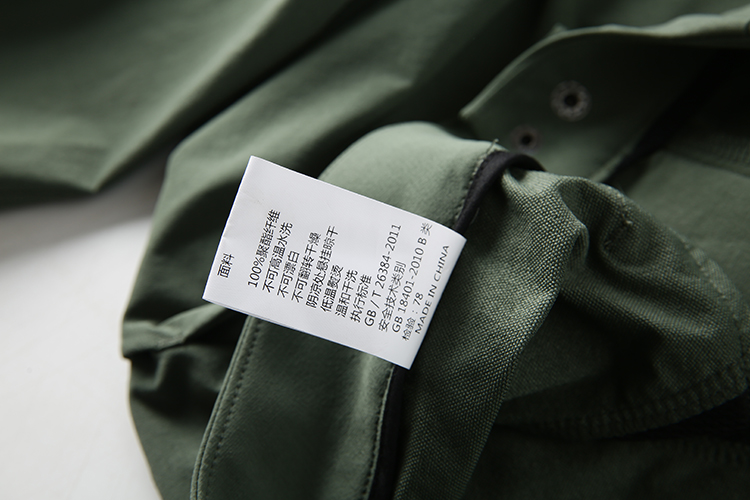 面料
100%聚酯纤维
不可高温水洗
不可漂白
不可翻转干燥
阴凉处悬挂晾干
低温熨烫
温和干洗
执行标准
GB / T 26384-2011
安全技术类别
GB 18401-2010 B 类
检验：28
MADE IN CHINA